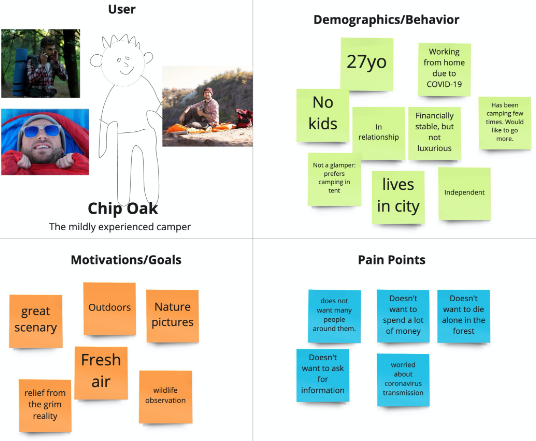 User
Chip Oak
The mildly experienced camper
Demographics/Behavior
27yo
Working
from home
due to
COVID-19
No
kids
In
relationship
Financially
stable, but
not
luxurious
Has been
camping few
times. Would
like to go
more.
Not a glamper:
prefers
camping in
tent
lives
in city
Independent
Motivations/Goals
great
scenary
Outdoors
Nature
pictures
Fresh
air
relief from
the grim
reality
wildlife
observation
Pain Points
does not
want many
people
around them.
Doesn't
want to
spend a lot
of money
Doesn't
want to die
alone in the
forest
Doesn't
want to ask
for
information
worried
about
coronavirus
transmission